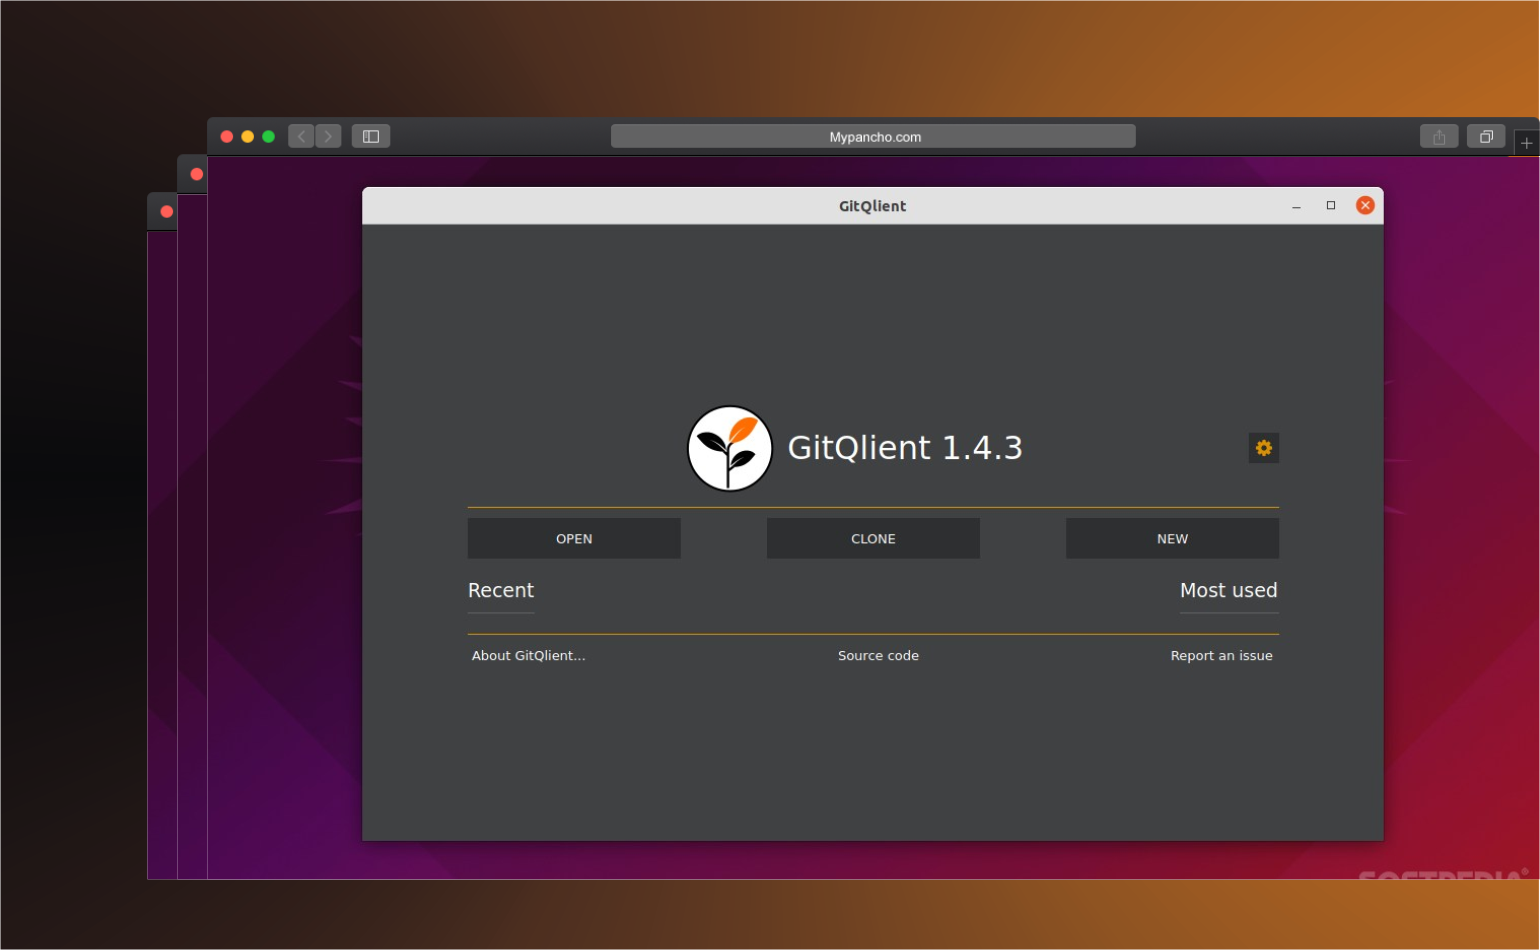 Mypancho.com
GitQlient
GitQlient 1.4.3
OPEN
CLONE
NEW
Recent
Most used
About GitQlient...
Source code
Report an issue
SOFTPEDIA®